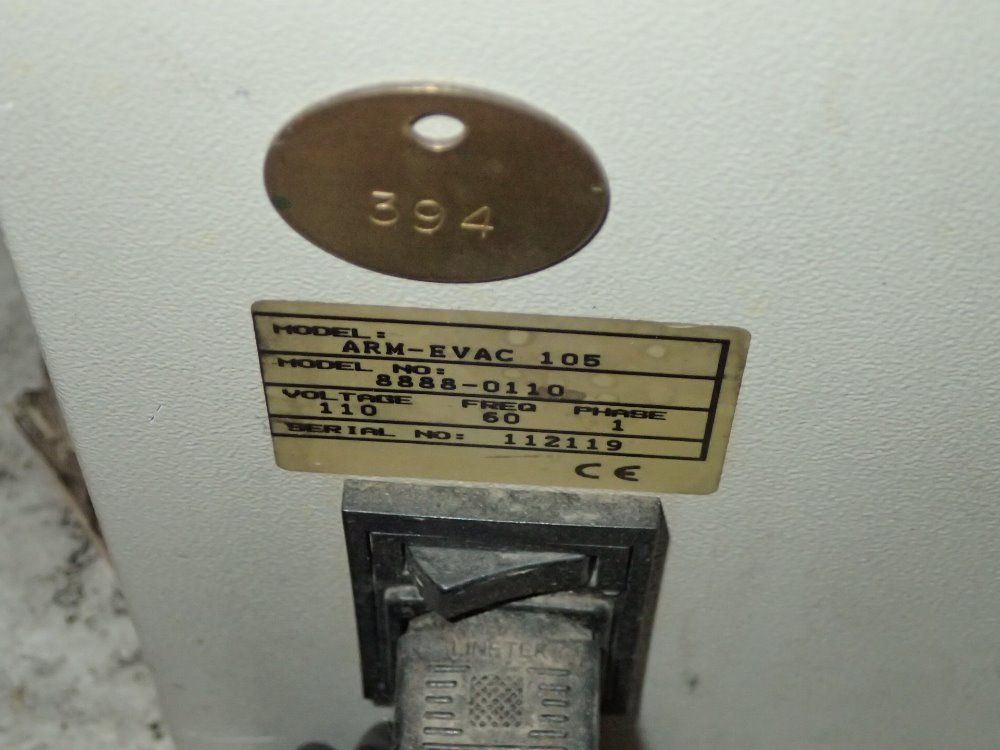 394
MODEL:
ARM-EVAC 105
MODEL NO:
8888-0110
VOLTAGE FREQ PHASE
110 60 1
SERIAL NO: 112119
CE
LINETEK